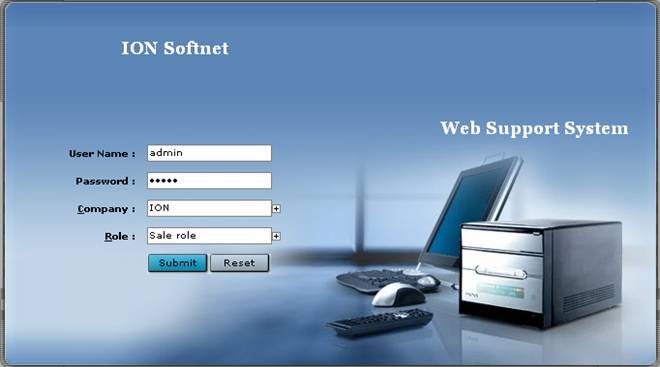 ION Softnet
Web Support System
User Name : admin
Password : •••••
Company : ION
Role : Sale role
Submit Reset